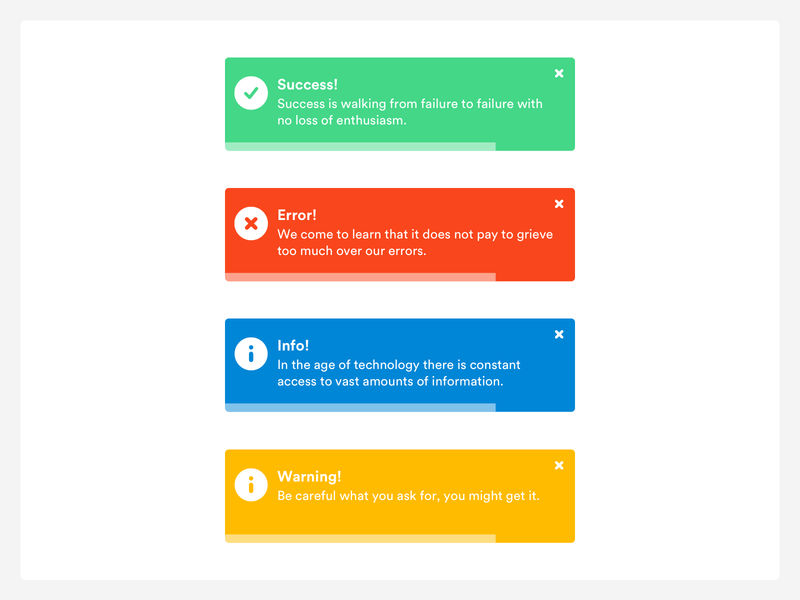 Success!
Success is walking from failure to failure with
no loss of enthusiasm.
Error!
We come to learn that it does not pay to grieve
too much over our errors.
Info!
In the age of technology there is constant
access to vast amounts of information.
Warning!
Be careful what you ask for, you might get it.